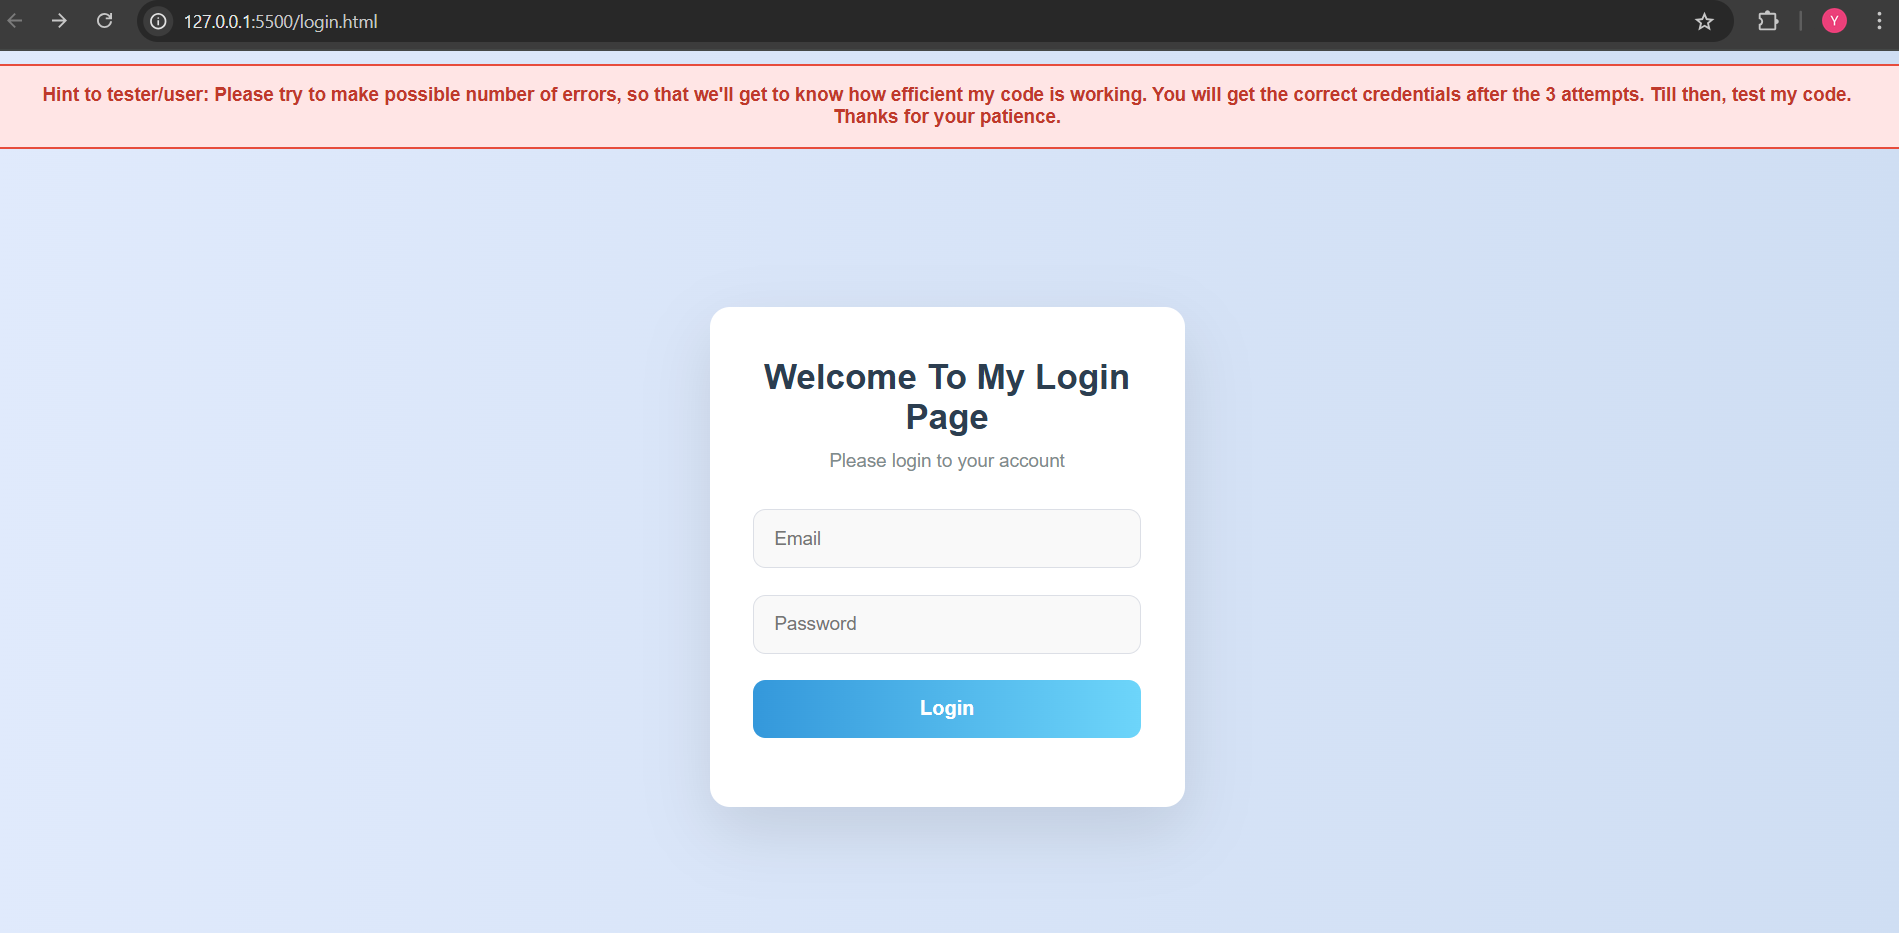 127.0.0.1:5500/login.html
Y
Hint to tester/user: Please try to make possible number of errors, so that we'll get to know how efficient my code is working. You will get the correct credentials after the 3 attempts. Till then, test my code.
Thanks for your patience.
Welcome To My Login
Page
Please login to your account
Email
Password
Login